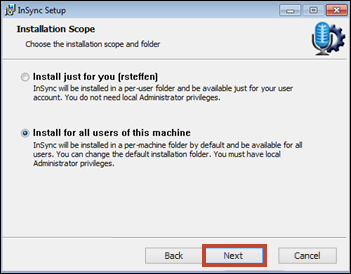 InSync Setup
Installation Scope
Choose the installation scope and folder
Install just for you (rsteffen)
InSync will be installed in a per-user folder and be available just for your user
account. You do not need local Administrator privileges.
Install for all users of this machine
InSync will be installed in a per-machine folder by default and be available for all
users. You can change the default installation folder. You must have local
Administrator privileges.
Back Next Cancel